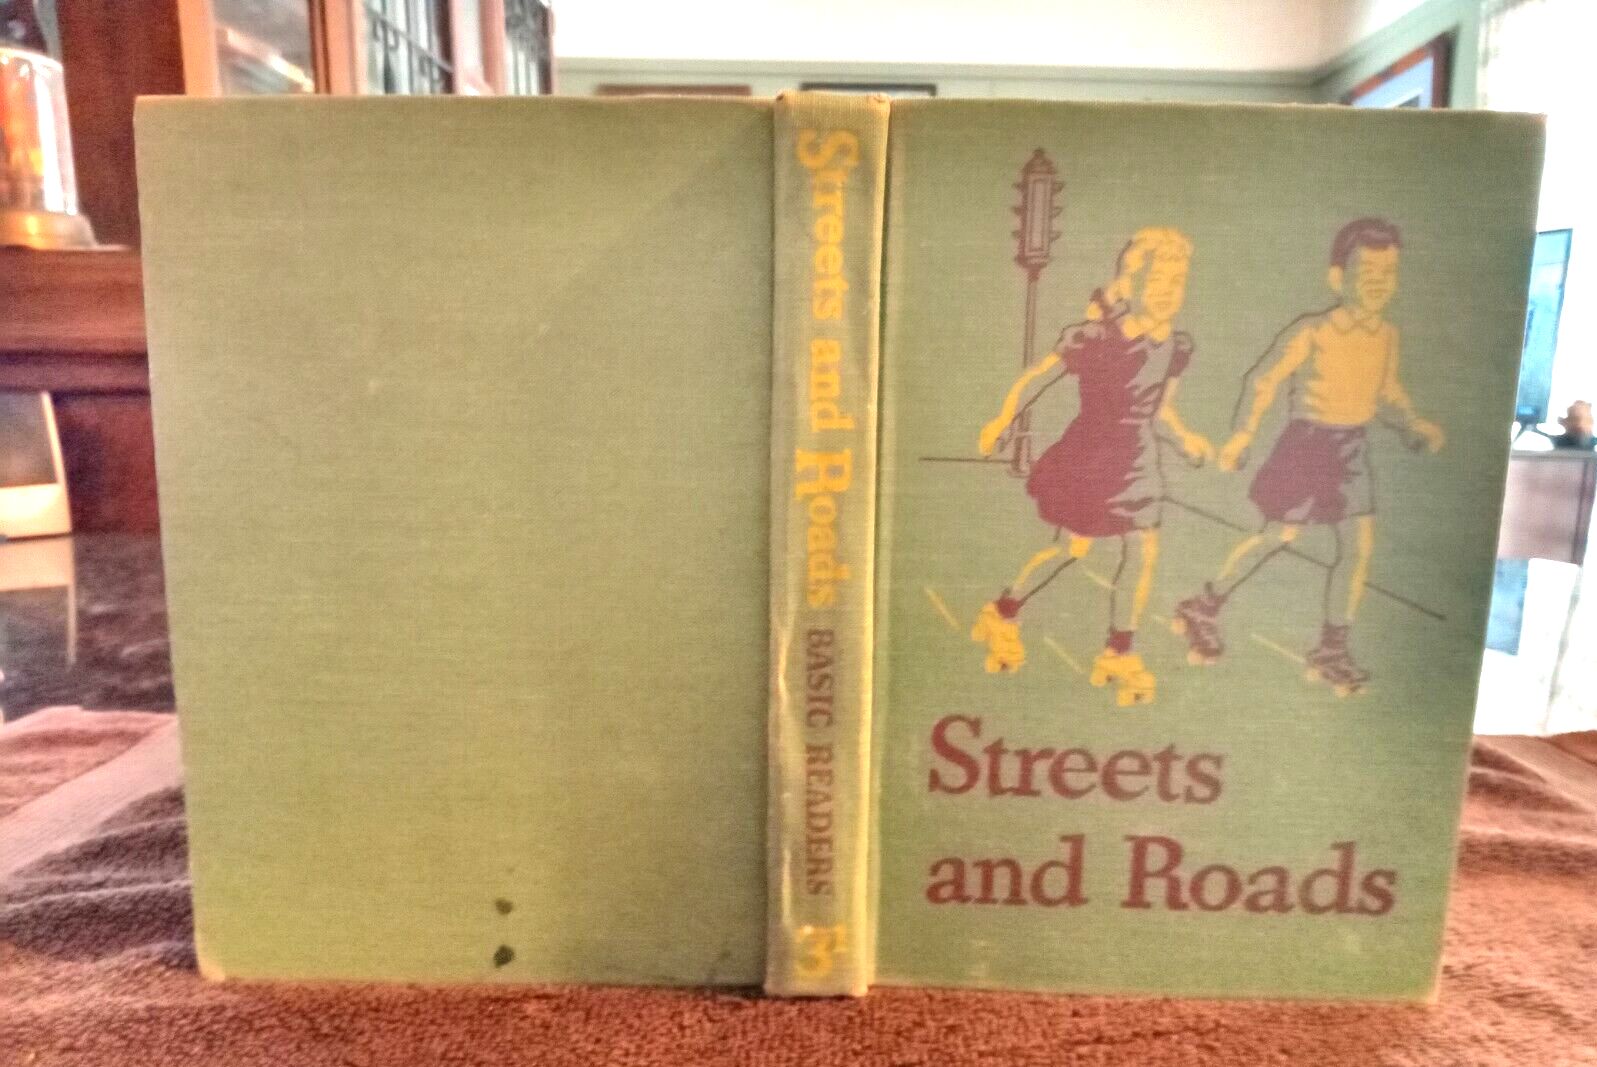 Streets and Roads BASIC READERS 3
Streets
and Roads